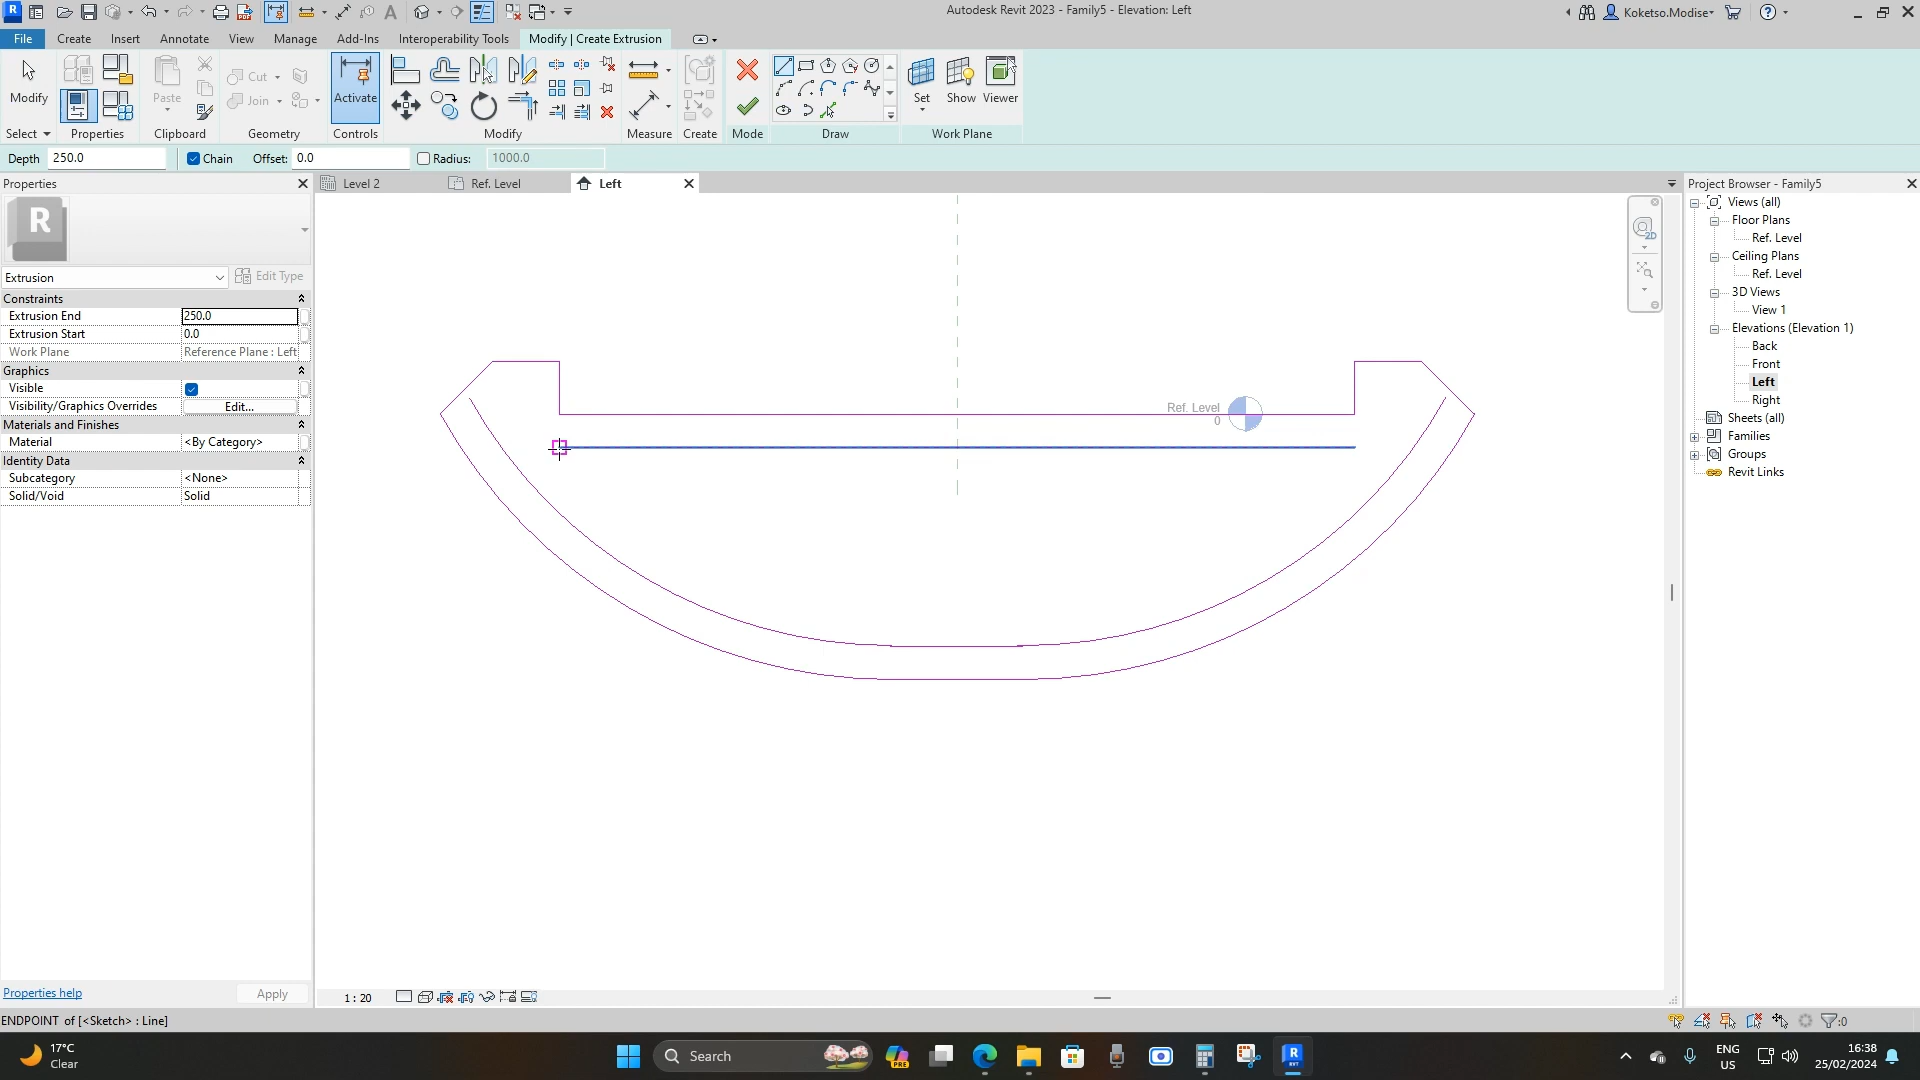 Autodesk Revit 2023 - Family5 - Elevation: Left
Koketso.Modise
File Create Insert Annotate View Manage Add-Ins Interoperability Tools Modify | Create Extrusion
Modify Paste Cut Join Activate Set Show Viewer
Select Properties Clipboard Geometry Controls Modify Measure Create Mode Draw Work Plane
Depth 250.0 Chain Offset: 0.0 Radius: 1000.0
Properties
Level 2 Ref. Level Left
Project Browser - Family5
R
Extrusion Edit Type
Constraints
Extrusion End 250.0
Extrusion Start 0.0
Work Plane Reference Plane : Left
Graphics
Visible
Visibility/Graphics Overrides Edit...
Materials and Finishes
Material <By Category>
Identity Data
Subcategory <None>
Solid/Void Solid
Properties help Apply
2D
Ref. Level
0
Views (all)
Floor Plans
Ref. Level
Ceiling Plans
Ref. Level
3D Views
View 1
Elevations (Elevation 1)
Back
Front
Left
Right
Sheets (all)
Families
Groups
Revit Links
1 : 20
ENDPOINT of [<Sketch> : Line]
:0
17°C
Clear
Search
PRE
ENG
US
16:38
25/02/2024